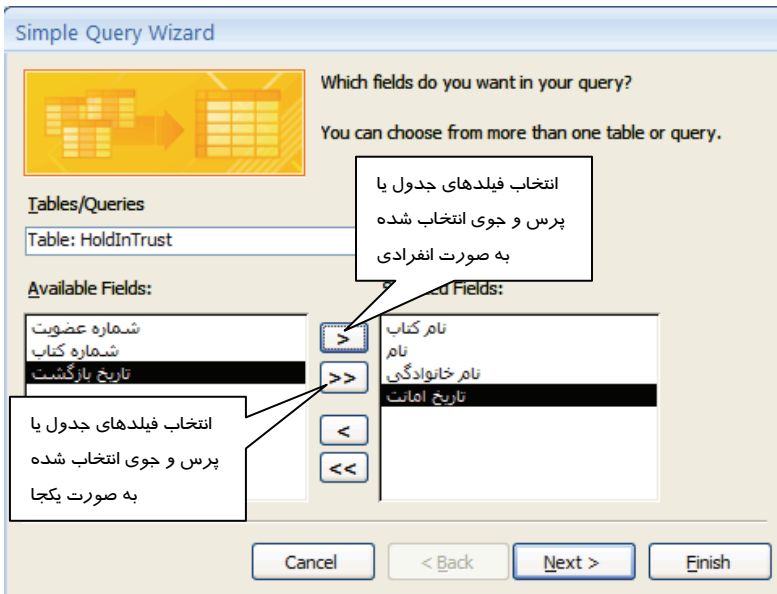 Simple Query Wizard
Which fields do you want in your query?
You can choose from more than one table or query.
انتخاب فیلدهای جدول یا
پرس و جوی انتخاب شده
به صورت انفرادی
Tables/Queries
Table: HoldInTrust
Available Fields:
Fields:
شماره عضویت
شماره کتاب
تاریخ بازگشت
>
>>
<
<<
نام کتاب
نام
نام خانوادگی
تاریخ امانت
انتخاب فیلدهای جدول یا
پرس و جوی انتخاب شده
به صورت یکجا
Cancel
< Back
Next >
Finish